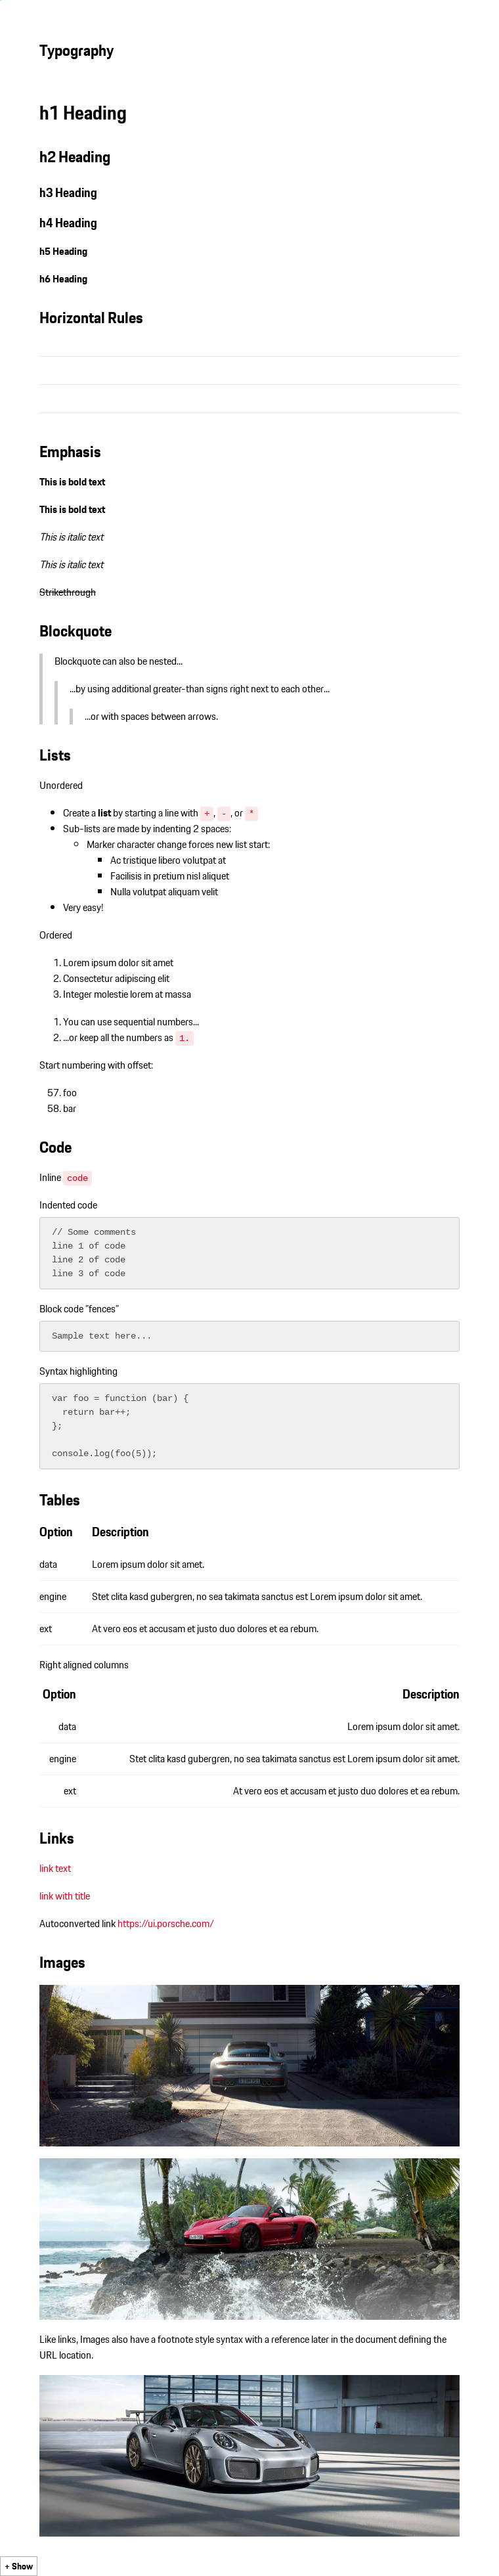 Typography
h1 Heading
h2 Heading
h3 Heading
h4 Heading
h5 Heading
h6 Heading
Horizontal Rules
Emphasis
This is bold text
This is bold text
This is italic text
This is italic text
Strikethrough
Blockquote
Blockquote can also be nested...
...by using additional greater-than signs right next to each other...
...or with spaces between arrows.
Lists
Unordered
Create a list by starting a line with +, -, or *
Sub-lists are made by indenting 2 spaces:
Marker character change forces new list start:
Ac tristique libero volutpat at
Facilisis in pretium nisl aliquet
Nulla volutpat aliquam velit
Very easy!
Ordered
1. Lorem ipsum dolor sit amet
2. Consectetur adipiscing elit
3. Integer molestie lorem at massa
1. You can use sequential numbers...
2. ...or keep all the numbers as 1.
Start numbering with offset:
57. foo
58. bar
Code
Inline code
Indented code
// Some comments
line 1 of code
line 2 of code
line 3 of code
Block code "fences"
Sample text here...
Syntax highlighting
var foo = function (bar) {
  return bar++;
};
console.log(foo(5));
Tables
Option Description
data Lorem ipsum dolor sit amet.
engine Stet clita kasd gubergren, no sea takimata sanctus est Lorem ipsum dolor sit amet.
ext At vero eos et accusam et justo duo dolores et ea rebum.
Right aligned columns
Option Description
data Lorem ipsum dolor sit amet.
engine Stet clita kasd gubergren, no sea takimata sanctus est Lorem ipsum dolor sit amet.
ext At vero eos et accusam et justo duo dolores et ea rebum.
Links
link text
link with title
Autoconverted link https://ui.porsche.com/
Images
Like links, Images also have a footnote style syntax with a reference later in the document defining the
URL location.
+ Show